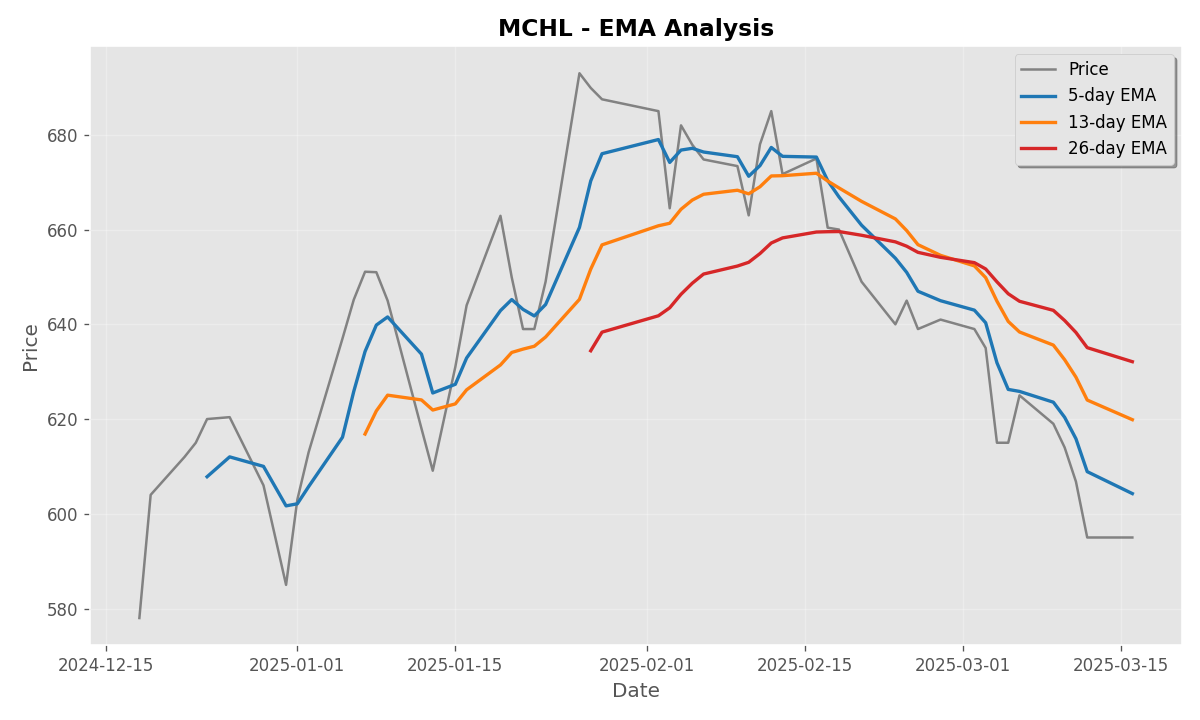 MCHL - EMA Analysis
Price
5-day EMA
13-day EMA
26-day EMA
Price
680
660
640
620
600
580
2024-12-15
2025-01-01
2025-01-15
2025-02-01
2025-02-15
2025-03-01
2025-03-15
Date